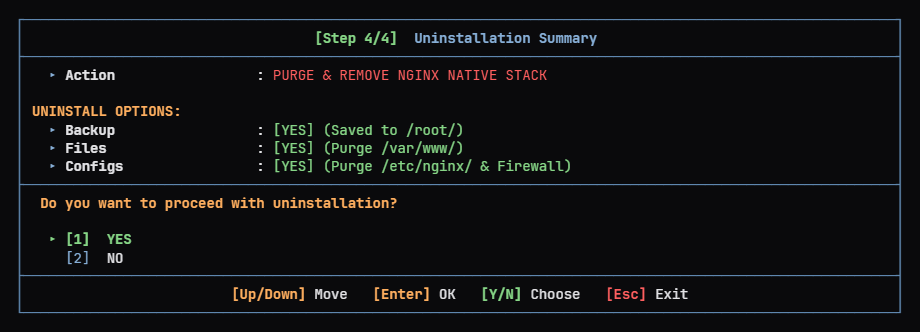 [Step 4/4]  Uninstallation Summary
▸ Action : PURGE & REMOVE NGINX NATIVE STACK
UNINSTALL OPTIONS:
▸ Backup : [YES] (Saved to /root/)
▸ Files : [YES] (Purge /var/www/)
▸ Configs : [YES] (Purge /etc/nginx/ & Firewall)
Do you want to proceed with uninstallation?
▸ [1]  YES
[2]  NO
[Up/Down] Move   [Enter] OK   [Y/N] Choose   [Esc] Exit